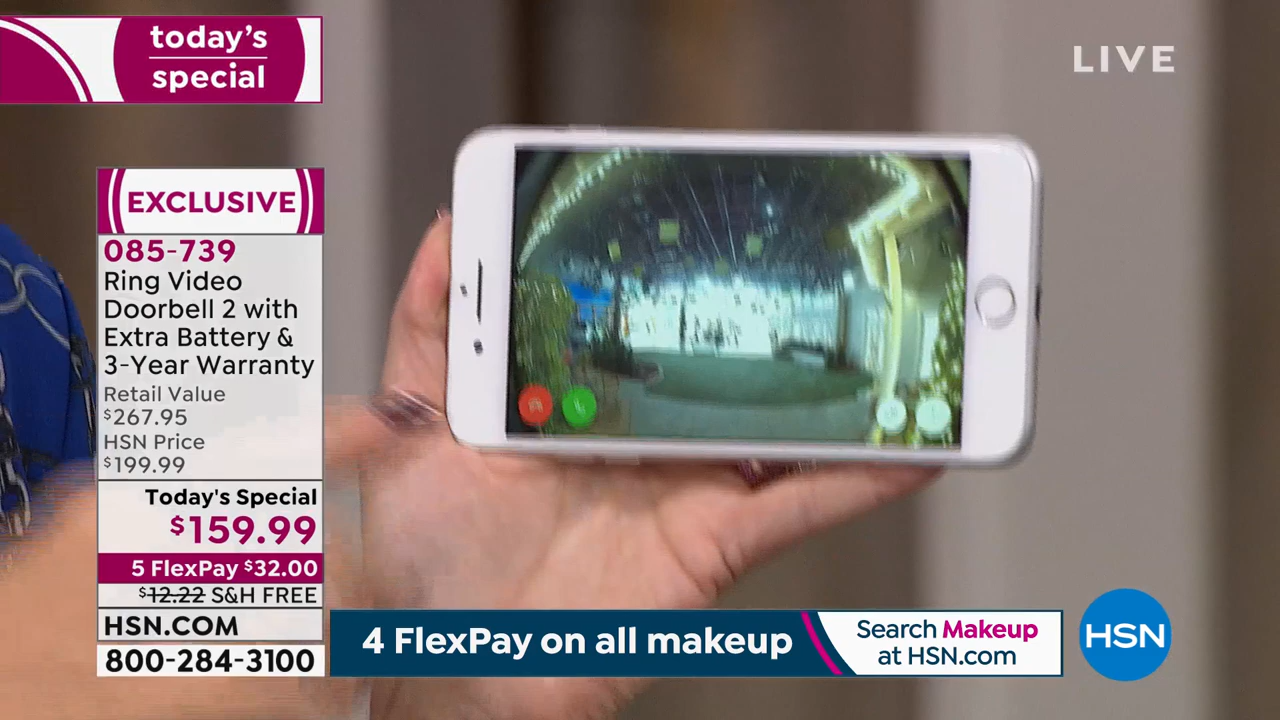 today's
special
LIVE
EXCLUSIVE
085-739
Ring Video
Doorbell 2 with
Extra Battery &
3-Year Warranty
Retail Value
$267.95
HSN Price
$199.99
Today's Special
$159.99
5 FlexPay $32.00
$12.22 S&H FREE
HSN.COM
800-284-3100
4 FlexPay on all makeup
Search Makeup
at HSN.com
HSN